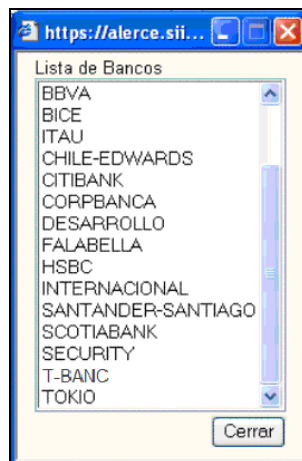 https://alerce.sii...
Lista de Bancos
BBVA
BICE
ITAU
CHILE-EDWARDS
CITIBANK
CORPBANCA
DESARROLLO
FALABELLA
HSBC
INTERNACIONAL
SANTANDER-SANTIAGO
SCOTIABANK
SECURITY
T-BANC
TOKIO
Cerrar